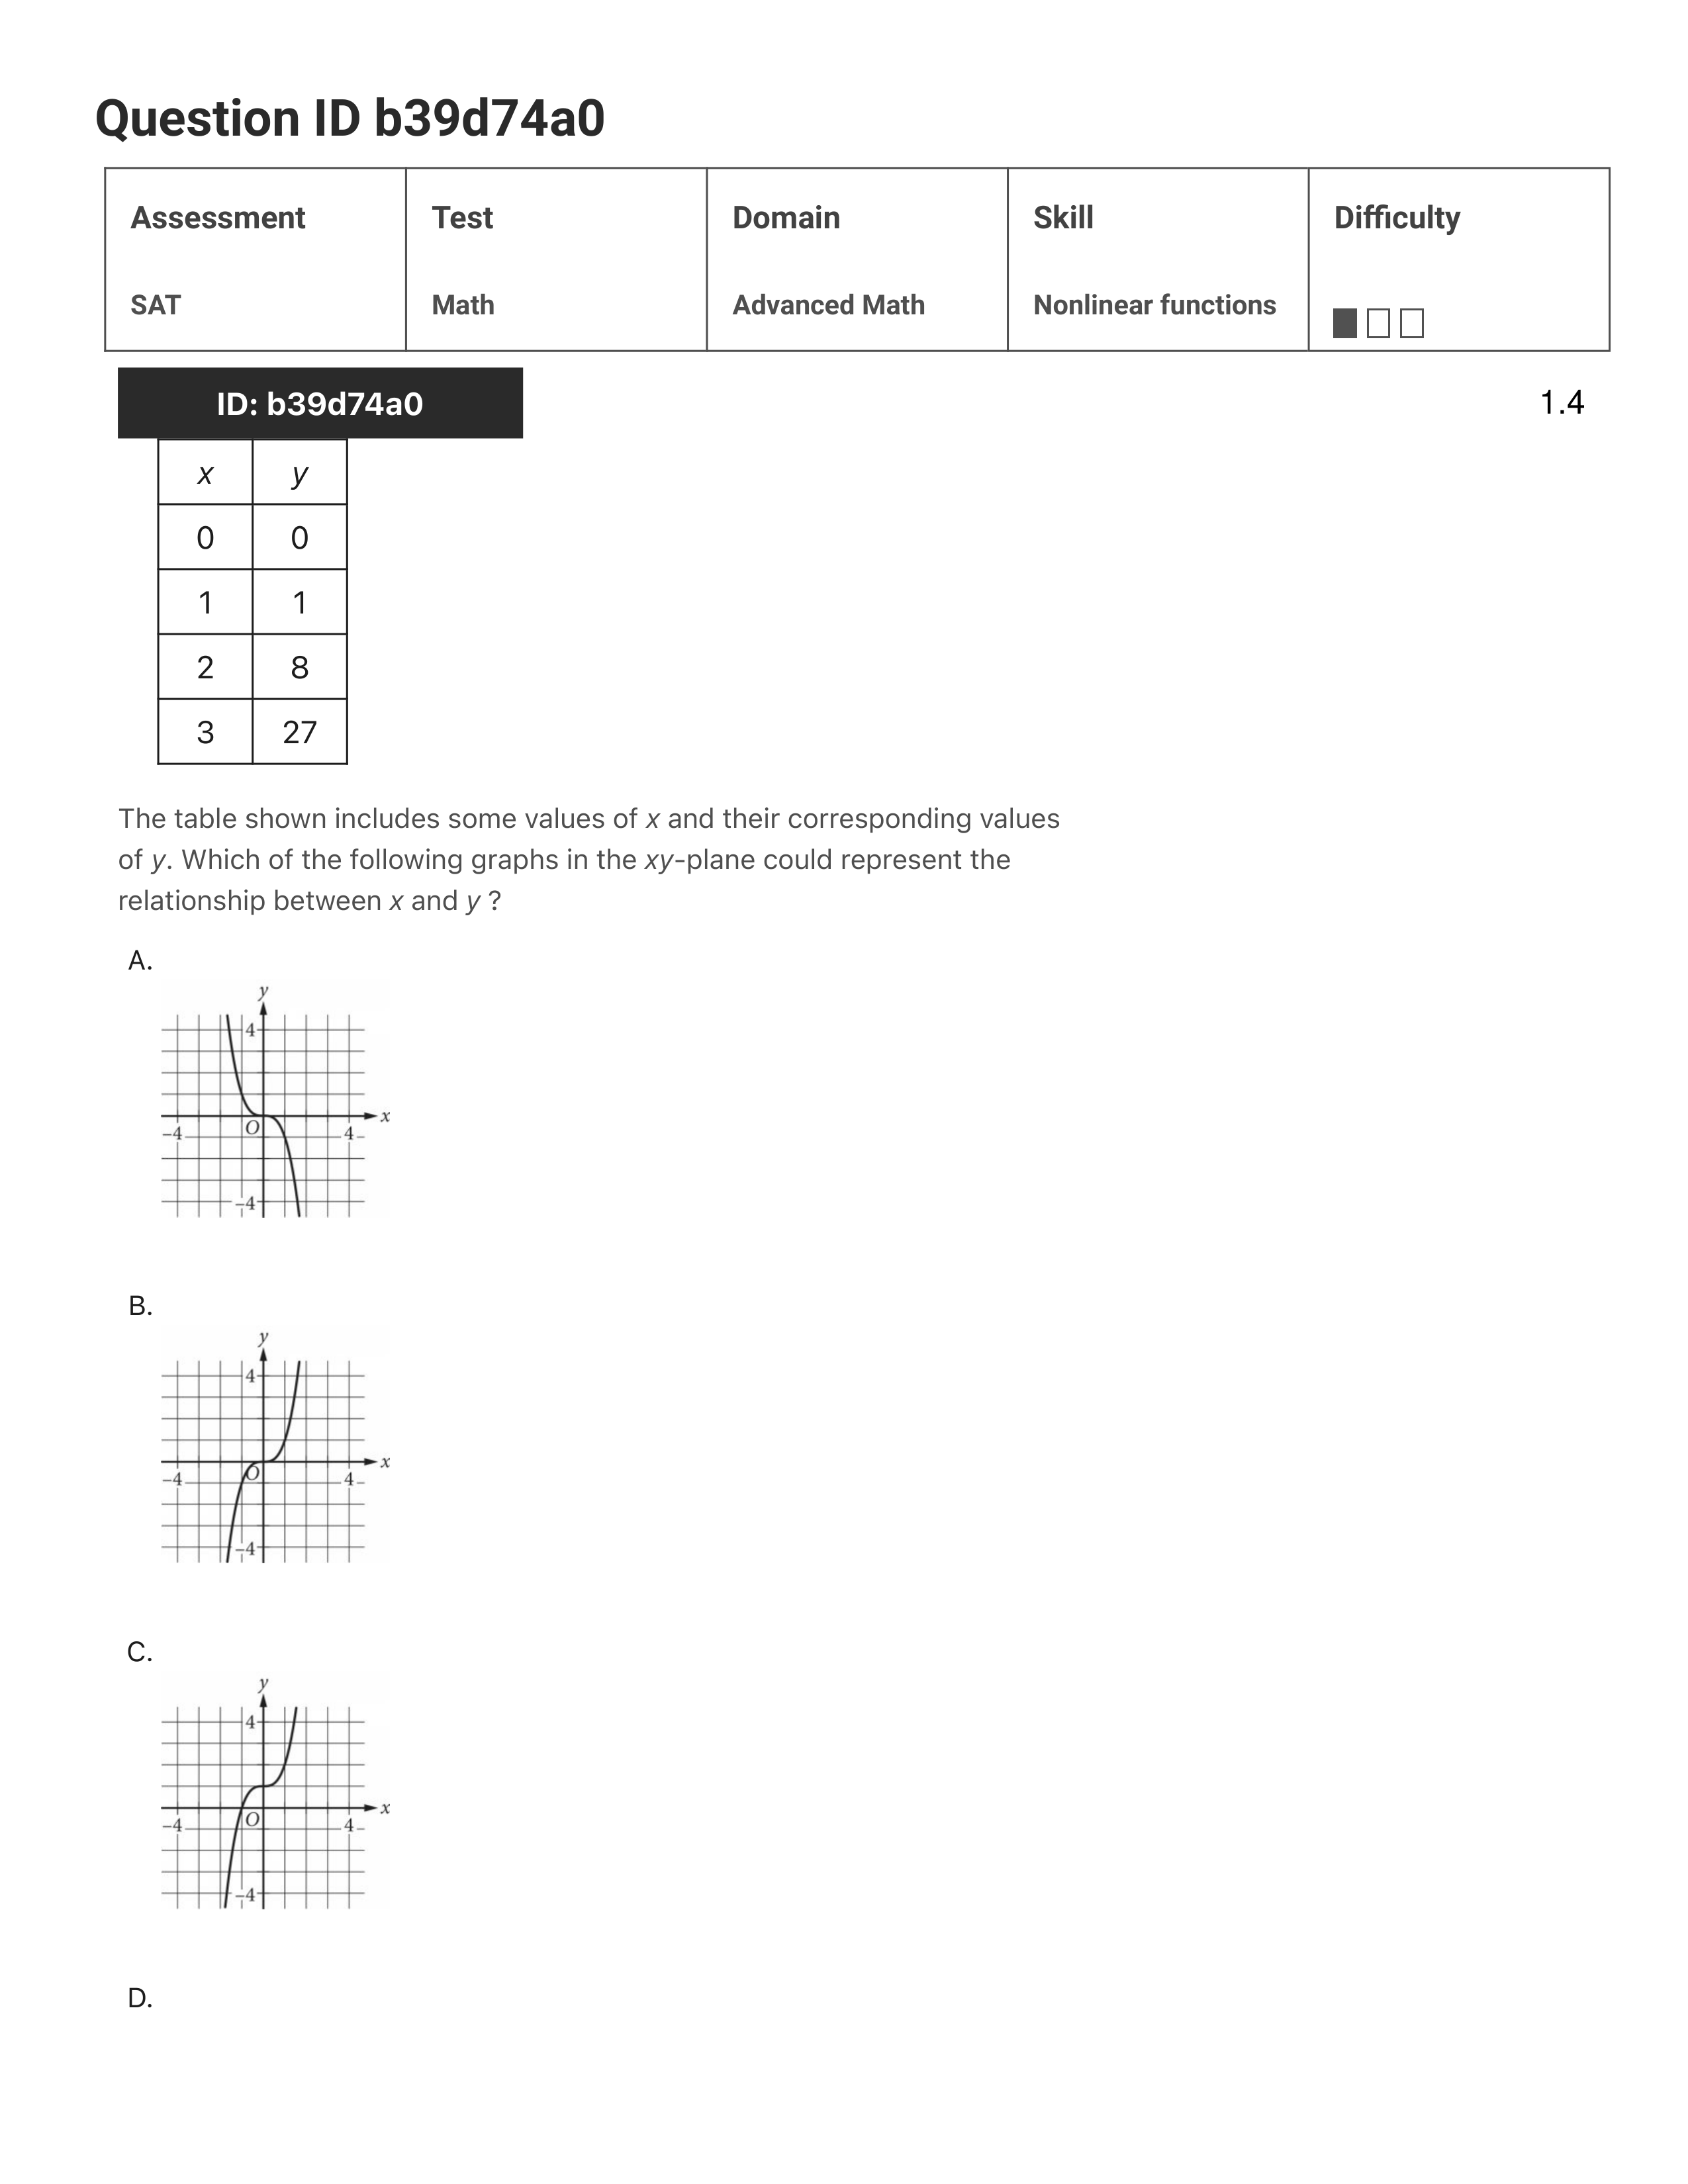 Question ID b39d74a0
Assessment Test Domain Skill Difficulty
SAT Math Advanced Math Nonlinear functions
ID: b39d74a0 1.4
x y
0 0
1 1
2 8
3 27
The table shown includes some values of x and their corresponding values
of y. Which of the following graphs in the xy-plane could represent the
relationship between x and y ?
A.
y
4
x
−4 O 4
−4
B.
y
4
x
−4 O 4
−4
C.
y
4
x
−4 O 4
−4
D.